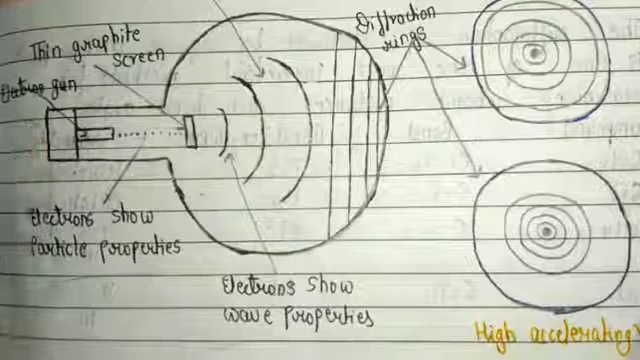 Diffraction
rings
Thin graphite
screen
Electron gun
Electrons show
Particle properties
Electrons show
wave properties
High accelerating